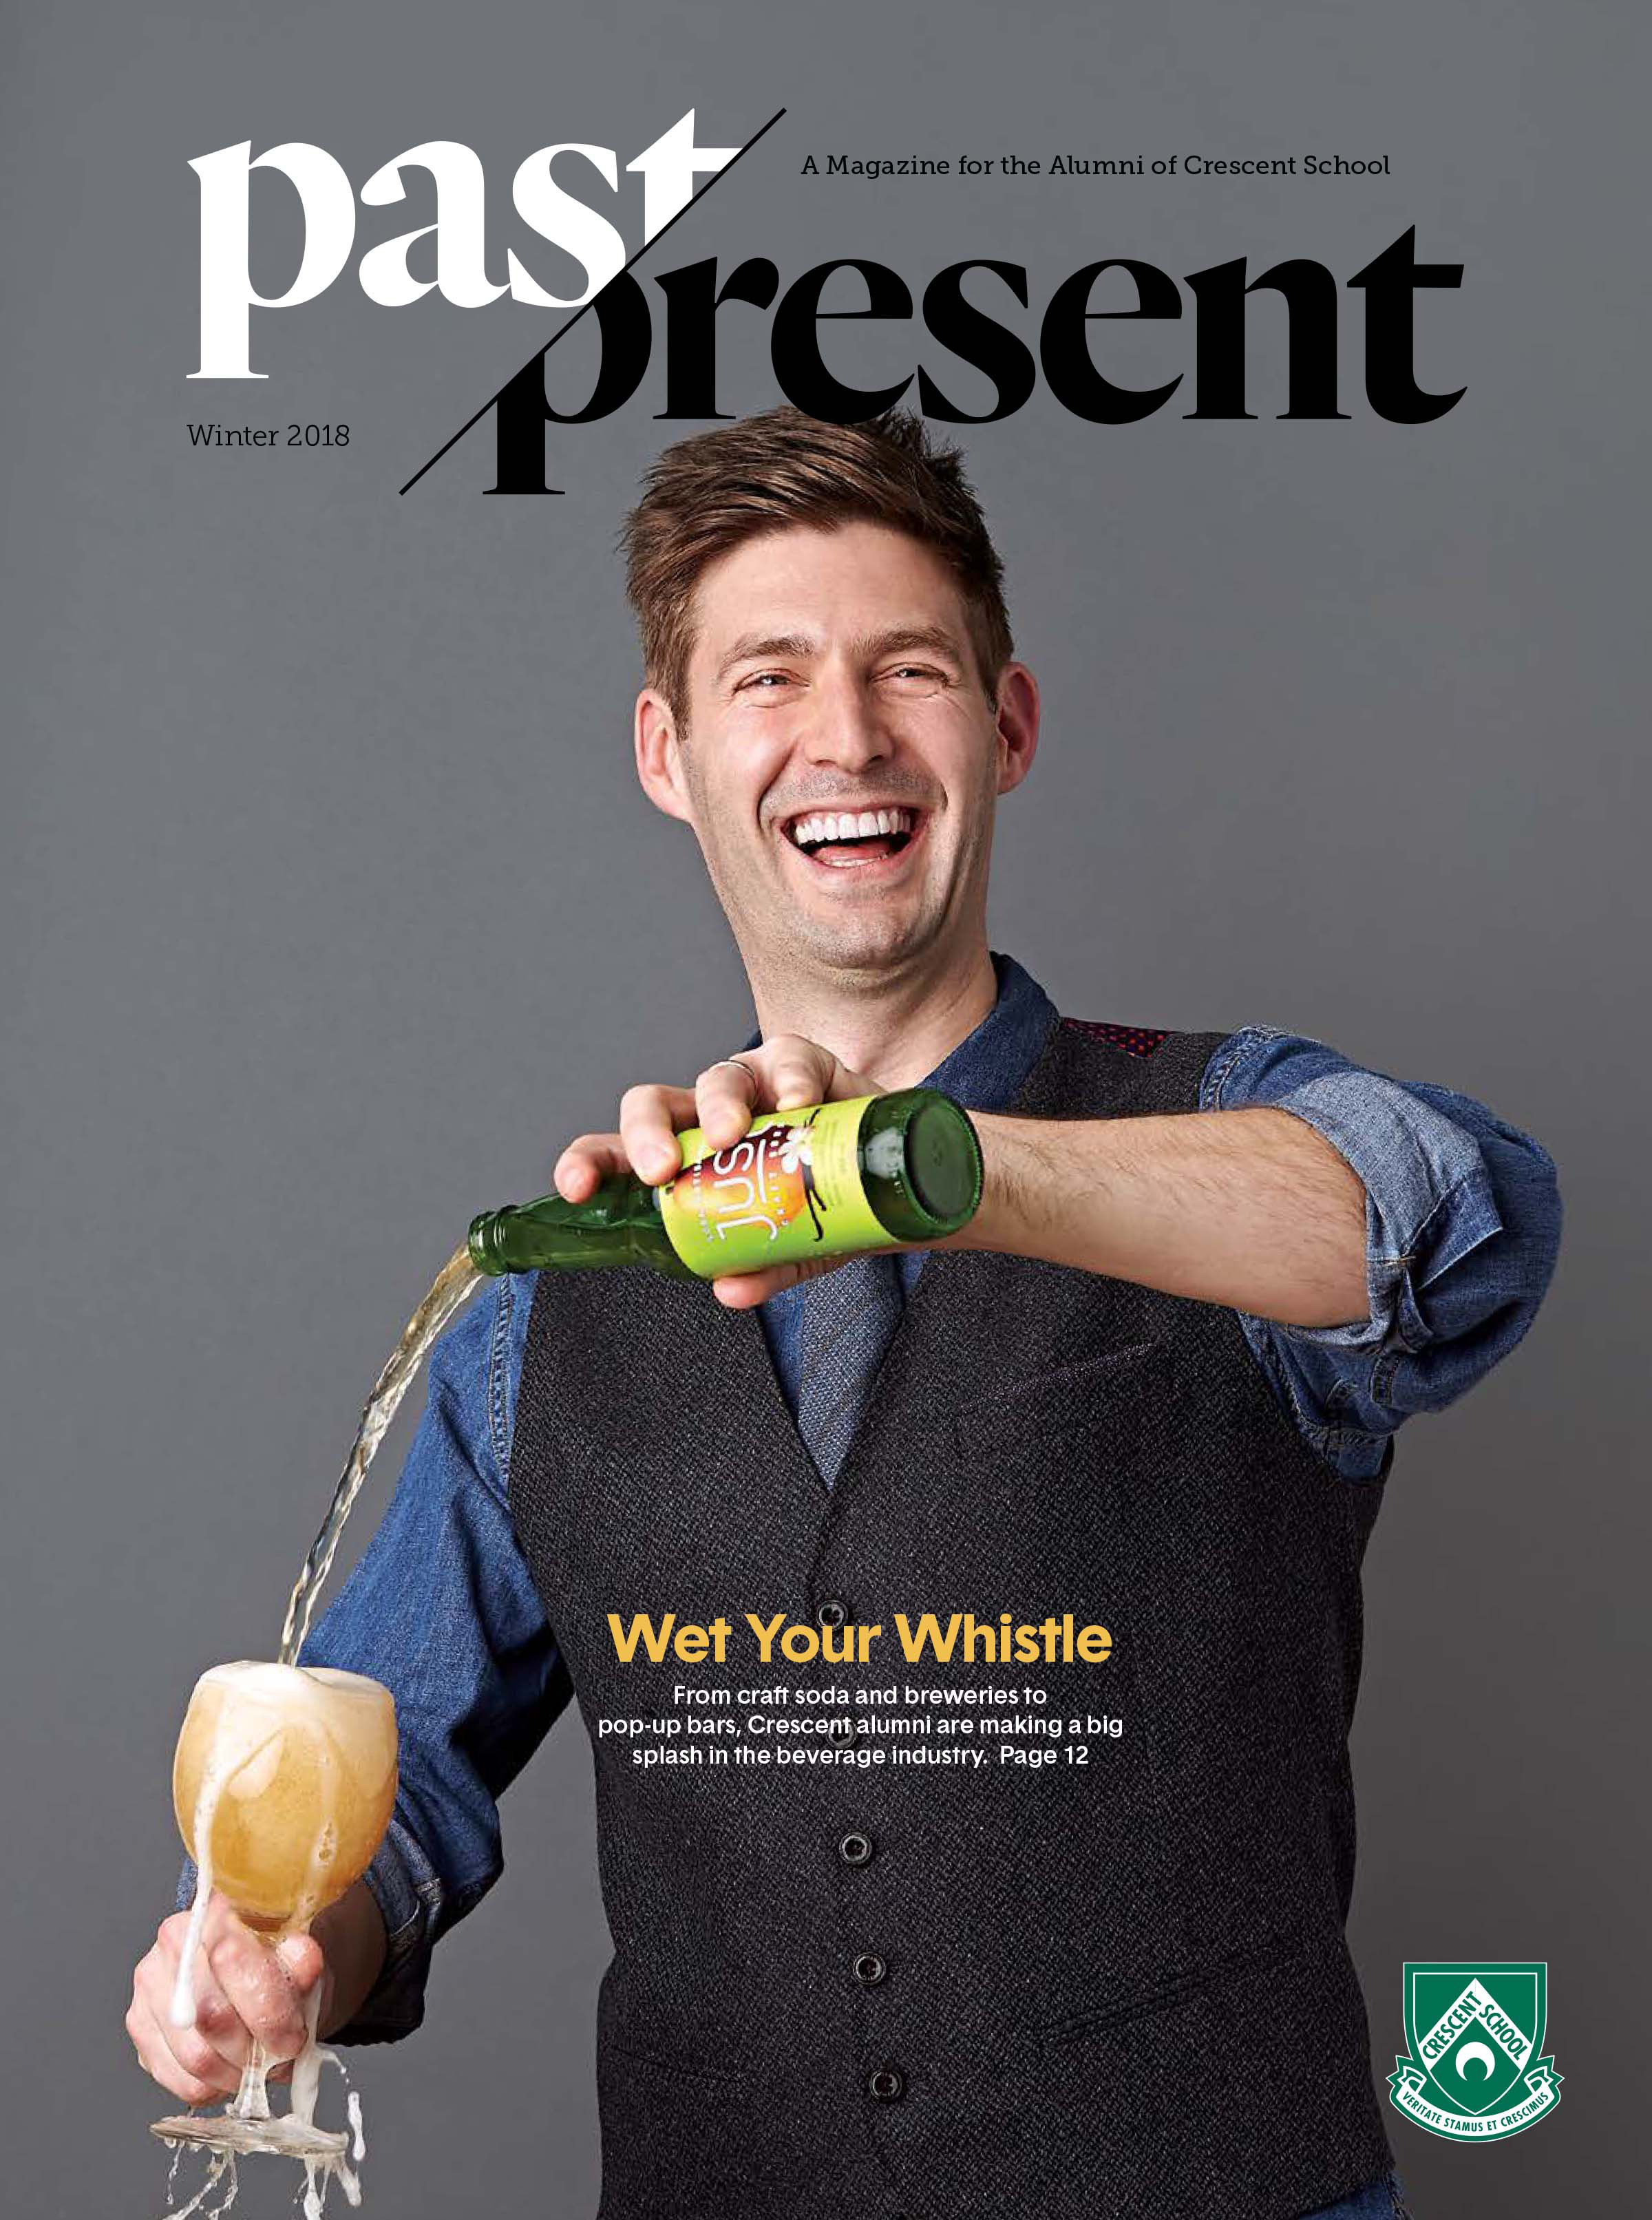 past
A Magazine for the Alumni of Crescent School
present
Winter 2018
JUS
Wet Your Whistle
From craft soda and breweries to
pop-up bars, Crescent alumni are making a big
splash in the beverage industry. Page 12
CRESCENT SCHOOL
VERITATE STAMUS ET CRESCIMUS